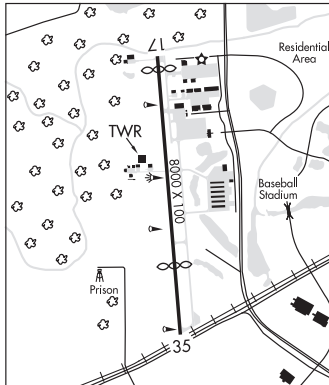 17
Residential
Area
TWR
8000 X 100
Baseball
Stadium
Prison
35